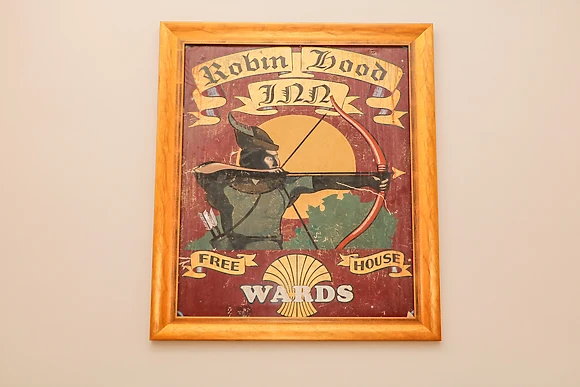 Robin Hood
INN
FREE HOUSE
WARDS